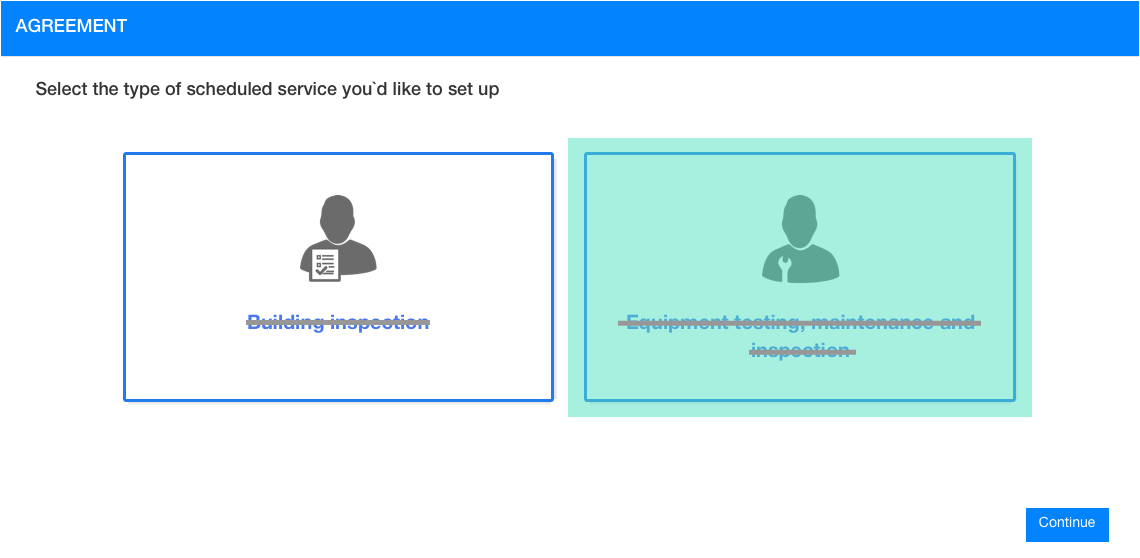 AGREEMENT
Select the type of scheduled service you`d like to set up
Building inspection
Equipment testing, maintenance and
inspection
Continue